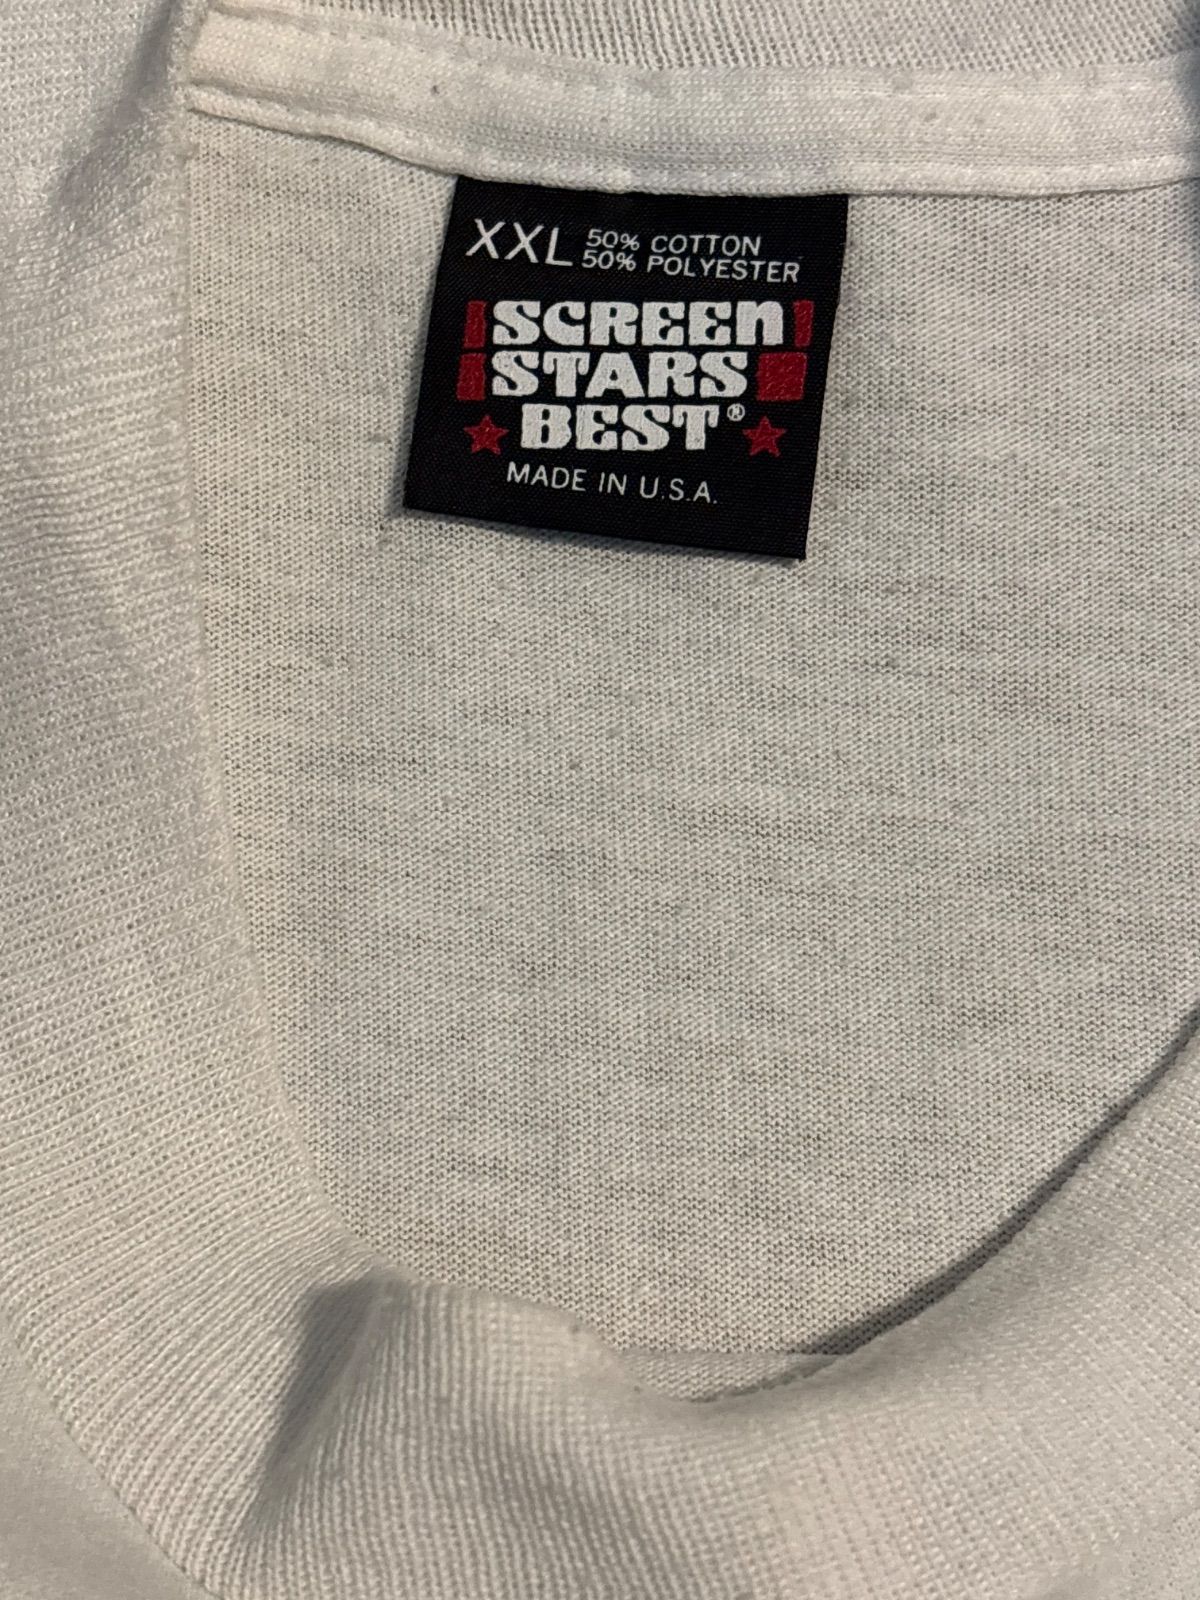 XXL 50% COTTON
50% POLYESTER
SCREEN
STARS
BEST®
MADE IN U.S.A.